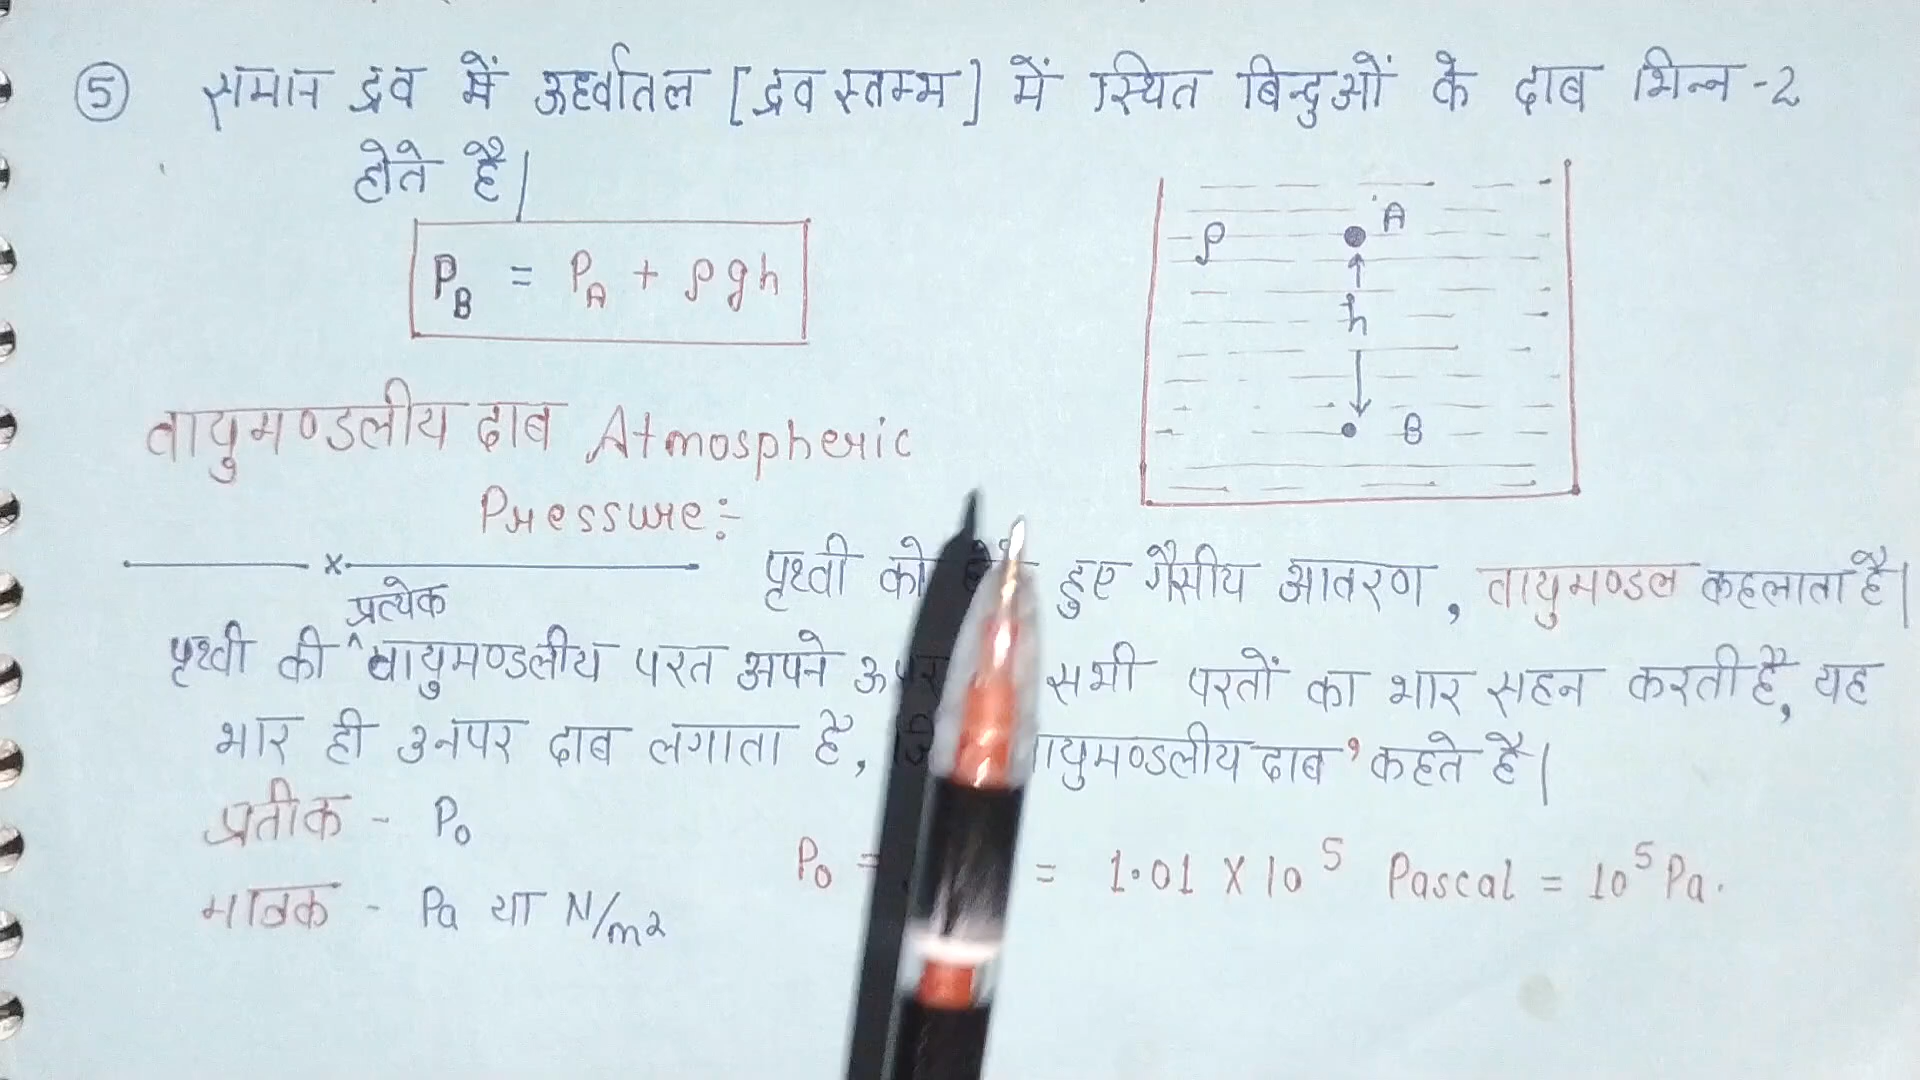 ⑤ समान द्रव में ऊर्ध्वातल [द्रव स्तम्भ] में स्थित बिन्दुओं के दाब भिन्न-2
होते है|
P_B = P_A + ρgh
ρ
A
h
B
वायुमण्डलीय दाब Atmospheric
Pressure:-
पृथ्वी को हुए गैसीय आवरण, वायुमण्डल कहलाता है|
प्रत्येक
पृथ्वी की ^ वायुमण्डलीय परत अपने सभी परतों का भार सहन करती है, यह
भार ही उनपर दाब लगाता है, वायुमण्डलीय दाब' कहते है|
प्रतीक - P₀
P₀ = = 1.01 X 10⁵ Pascal = 10⁵ Pa.
मात्रक - Pa या N/m2